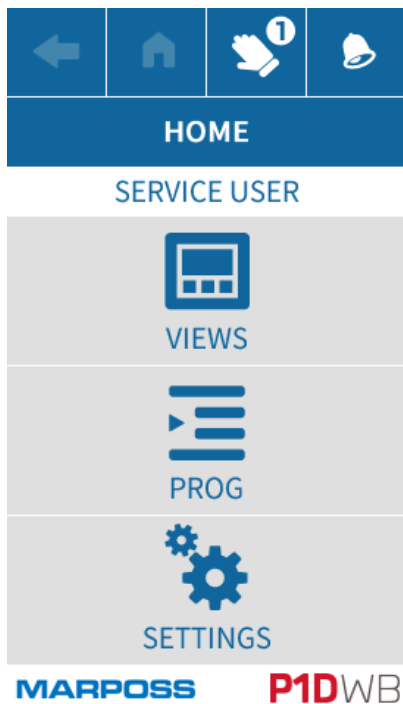 1
HOME
SERVICE USER
VIEWS
PROG
SETTINGS
MARPOSS P1DWB